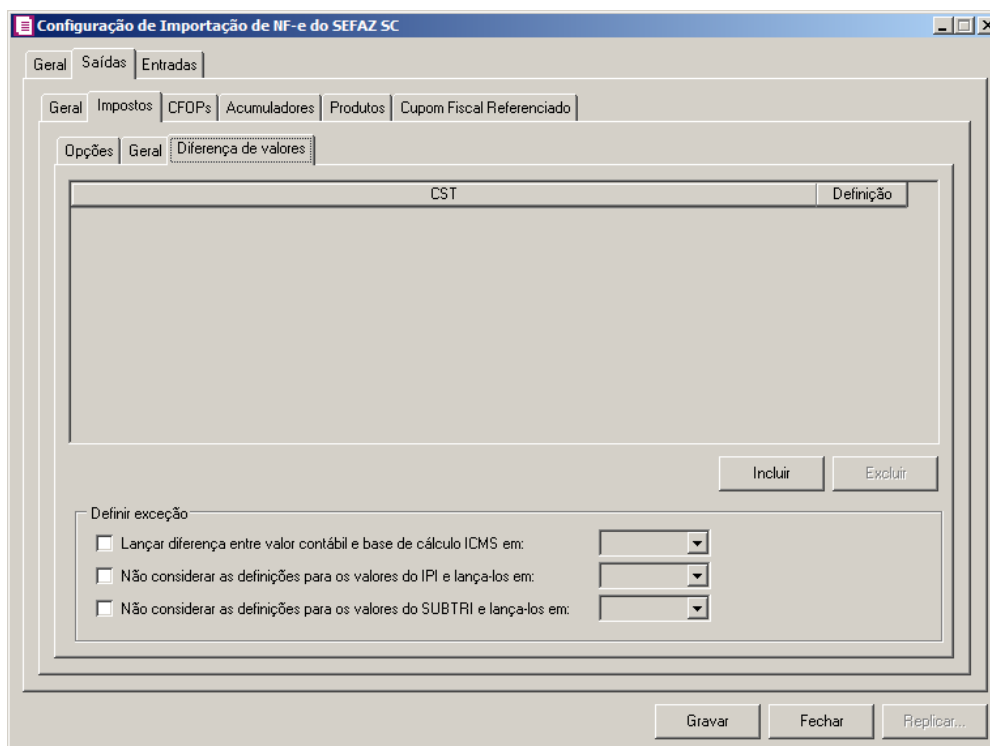 Configuração de Importação de NF-e do SEFAZ SC
Geral Saídas Entradas
Geral Impostos CFOPs Acumuladores Produtos Cupom Fiscal Referenciado
Opções Geral Diferença de valores
CST Definição
Incluir Excluir
Definir exceção
Lançar diferença entre valor contábil e base de cálculo ICMS em:
Não considerar as definições para os valores do IPI e lança-los em:
Não considerar as definições para os valores do SUBTRI e lança-los em:
Gravar Fechar Replicar...